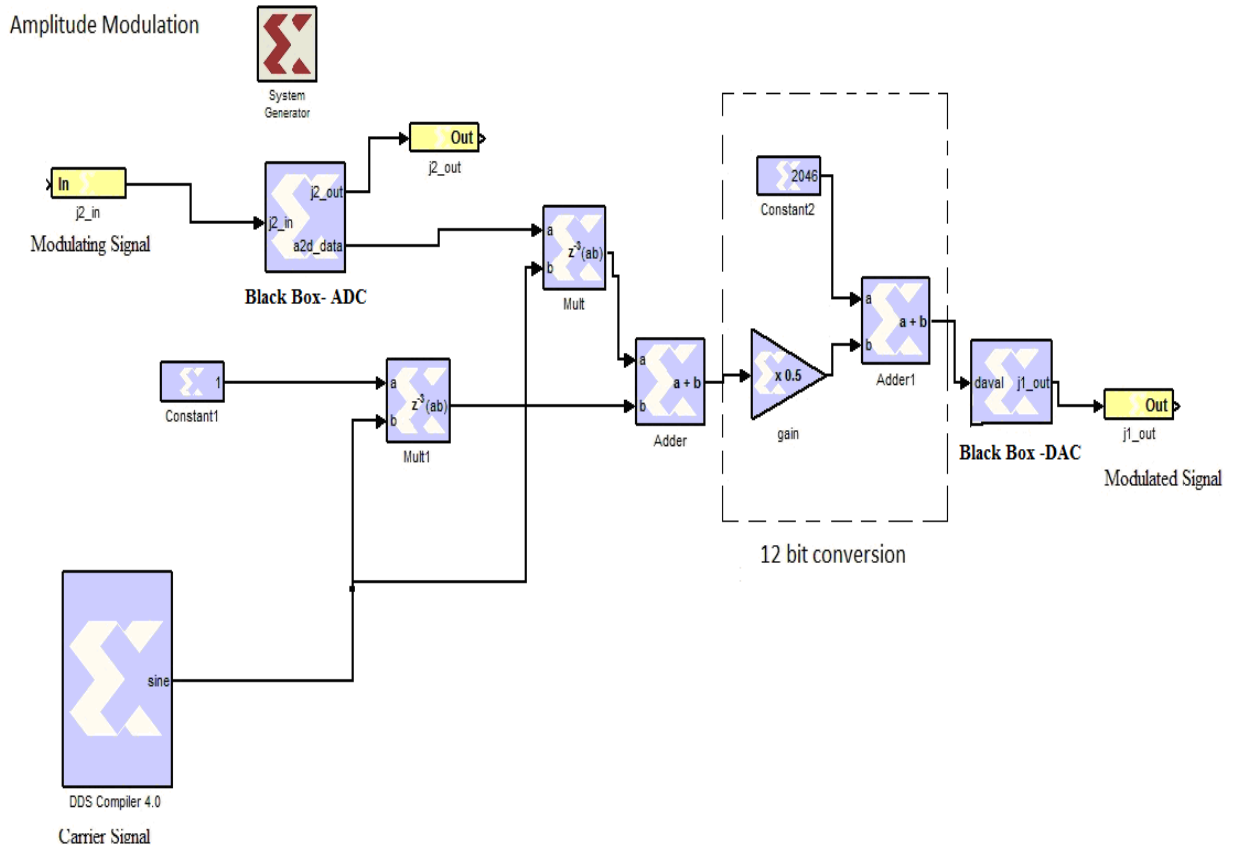 Amplitude Modulation
System
Generator
Out
j2_out
In
j2_in
Modulating Signal
j2_out
j2_in
a2d_data
Black Box- ADC
a
z⁻³(ab)
b
Mult
2046
Constant2
a
a + b
b
Adder1
1
Constant1
a
z⁻³(ab)
b
Mult1
a
a + b
b
Adder
x 0.5
gain
daval
j1_out
Black Box -DAC
Out
j1_out
Modulated Signal
12 bit conversion
sine
DDS Compiler 4.0
Carrier Signal